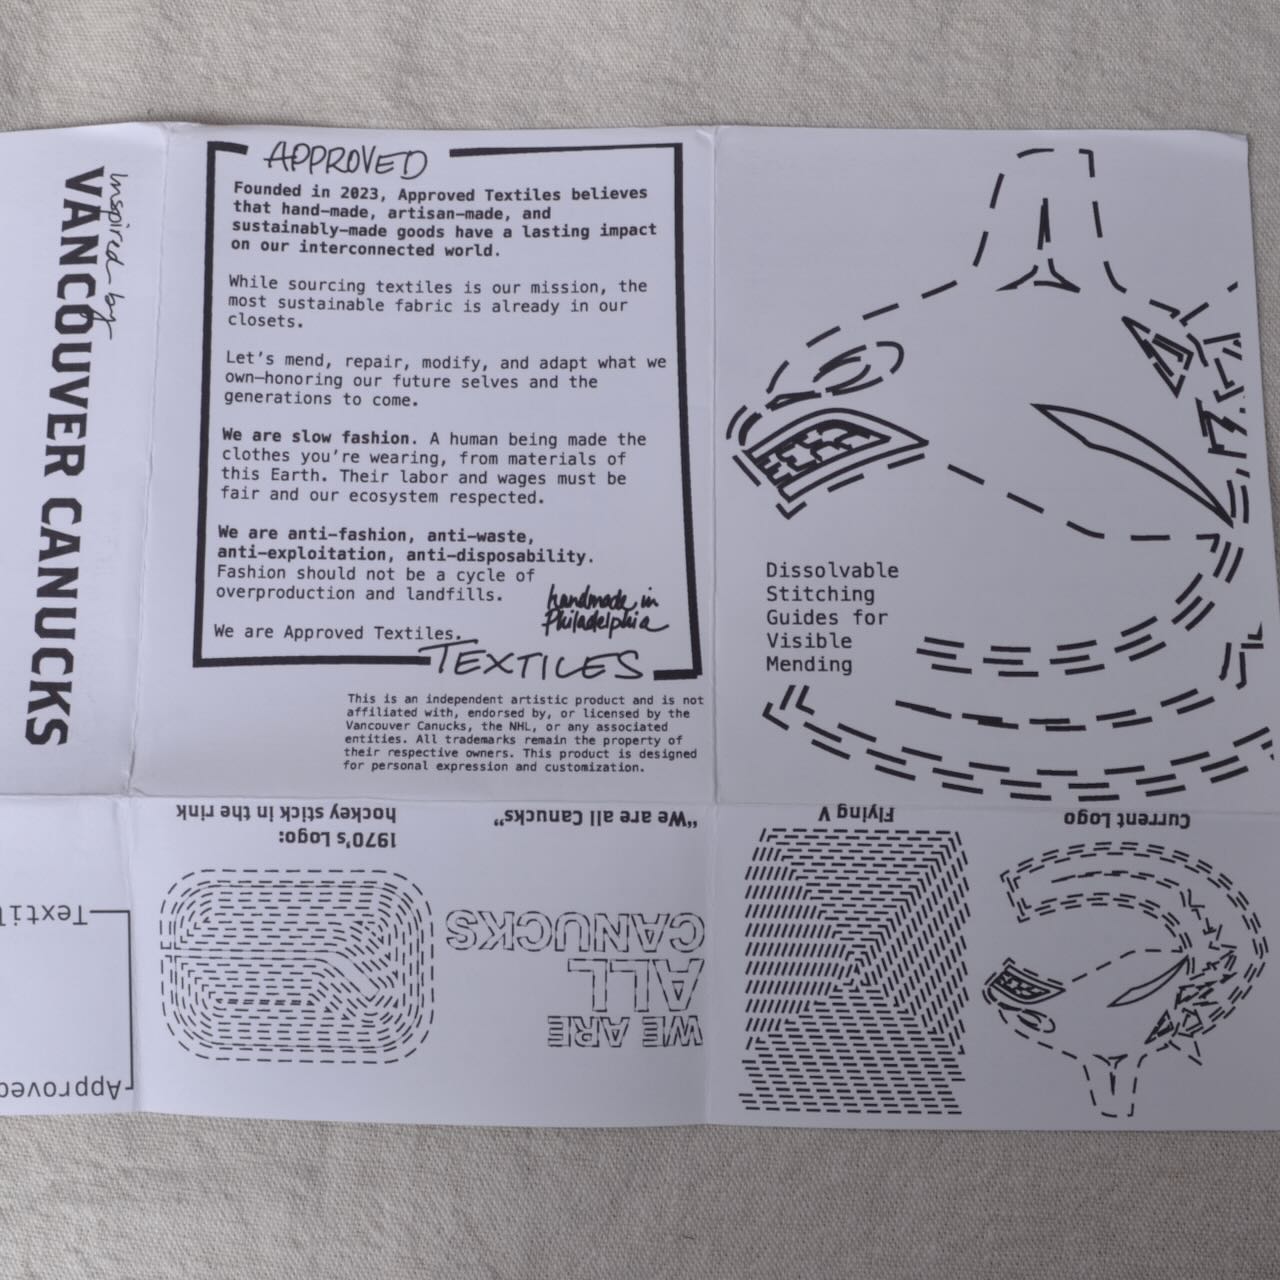 Inspired by
VANCOUVER CANUCKS
APPROVED
Founded in 2023, Approved Textiles believes
that hand-made, artisan-made, and
sustainably-made goods have a lasting impact
on our interconnected world.
While sourcing textiles is our mission, the
most sustainable fabric is already in our
closets.
Let's mend, repair, modify, and adapt what we
own—honoring our future selves and the
generations to come.
We are slow fashion. A human being made the
clothes you're wearing, from materials of
this Earth. Their labor and wages must be
fair and our ecosystem respected.
We are anti-fashion, anti-waste,
anti-exploitation, anti-disposability.
Fashion should not be a cycle of
overproduction and landfills.
handmade in
Philadelphia
We are Approved Textiles.
TEXTILES
This is an independent artistic product and is not
affiliated with, endorsed by, or licensed by the
Vancouver Canucks, the NHL, or any associated
entities. All trademarks remain the property of
their respective owners. This product is designed
for personal expression and customization.
Dissolvable
Stitching
Guides for
Visible
Mending
Approved
Textil
1970's Logo:
hockey stick in the rink
"We are all Canucks"
WE ARE
ALL
CANUCKS
Flying V
Current Logo